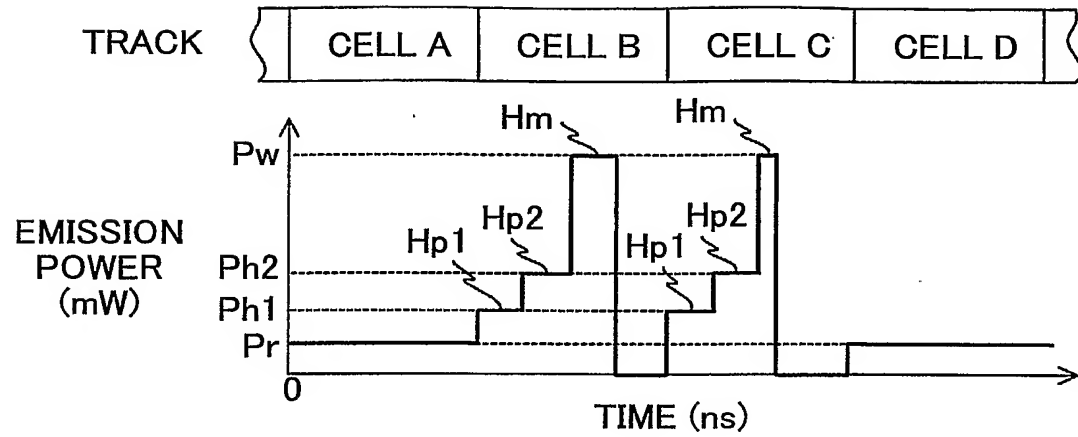 TRACK
CELL A CELL B CELL C CELL D
Hm Hm
Pw
Hp2 Hp2
Hp1 Hp1
EMISSION
POWER
(mW)
Ph2
Ph1
Pr
0
TIME (ns)